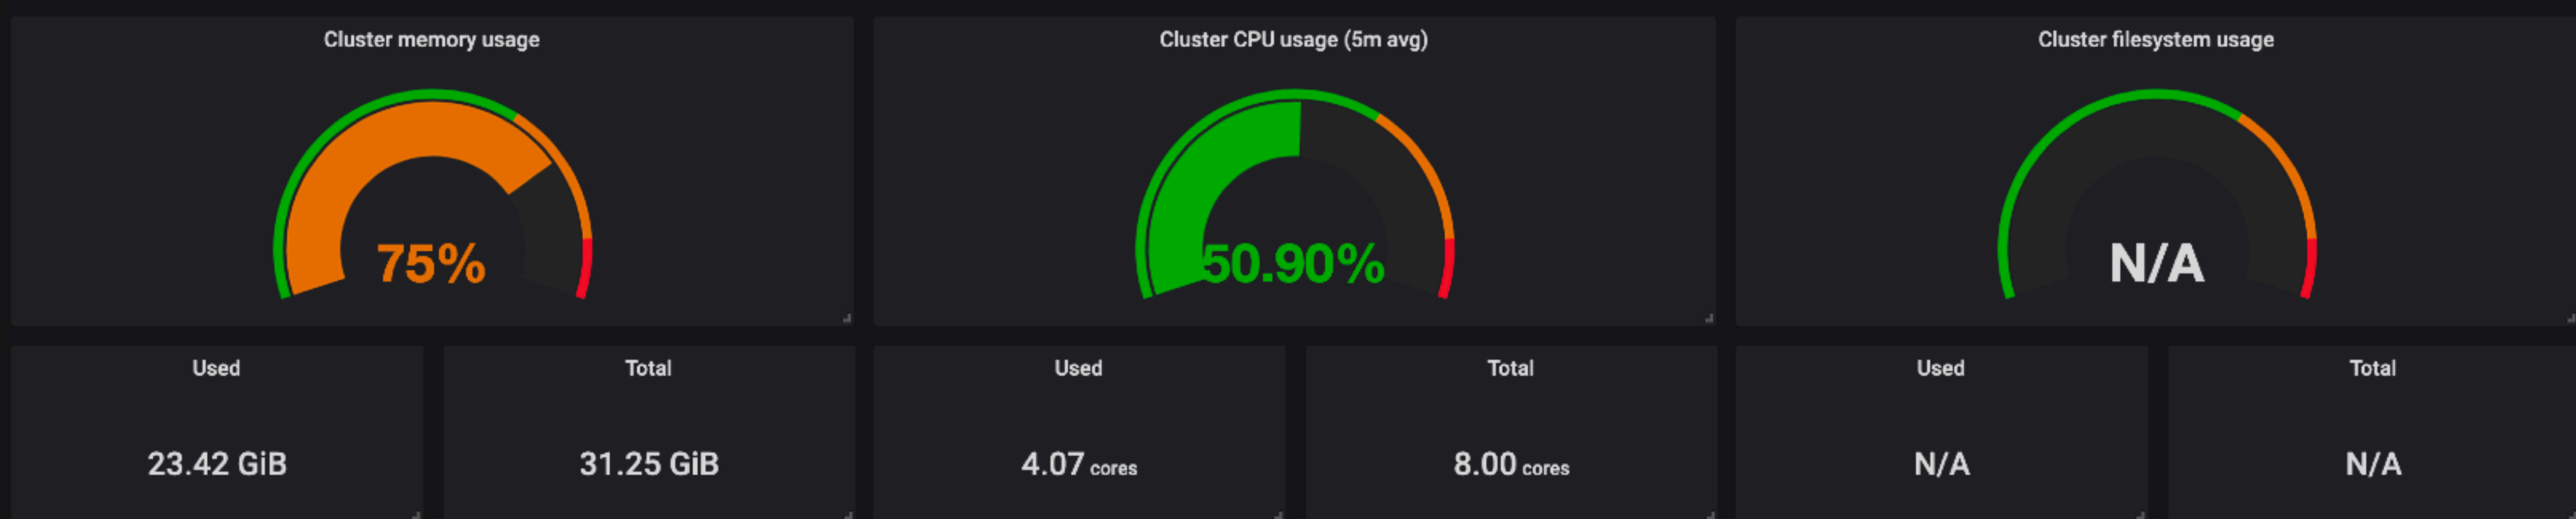 Cluster memory usage
Cluster CPU usage (5m avg)
Cluster filesystem usage
75%
50.90%
N/A
Used
Total
Used
Total
Used
Total
23.42 GiB
31.25 GiB
4.07 cores
8.00 cores
N/A
N/A